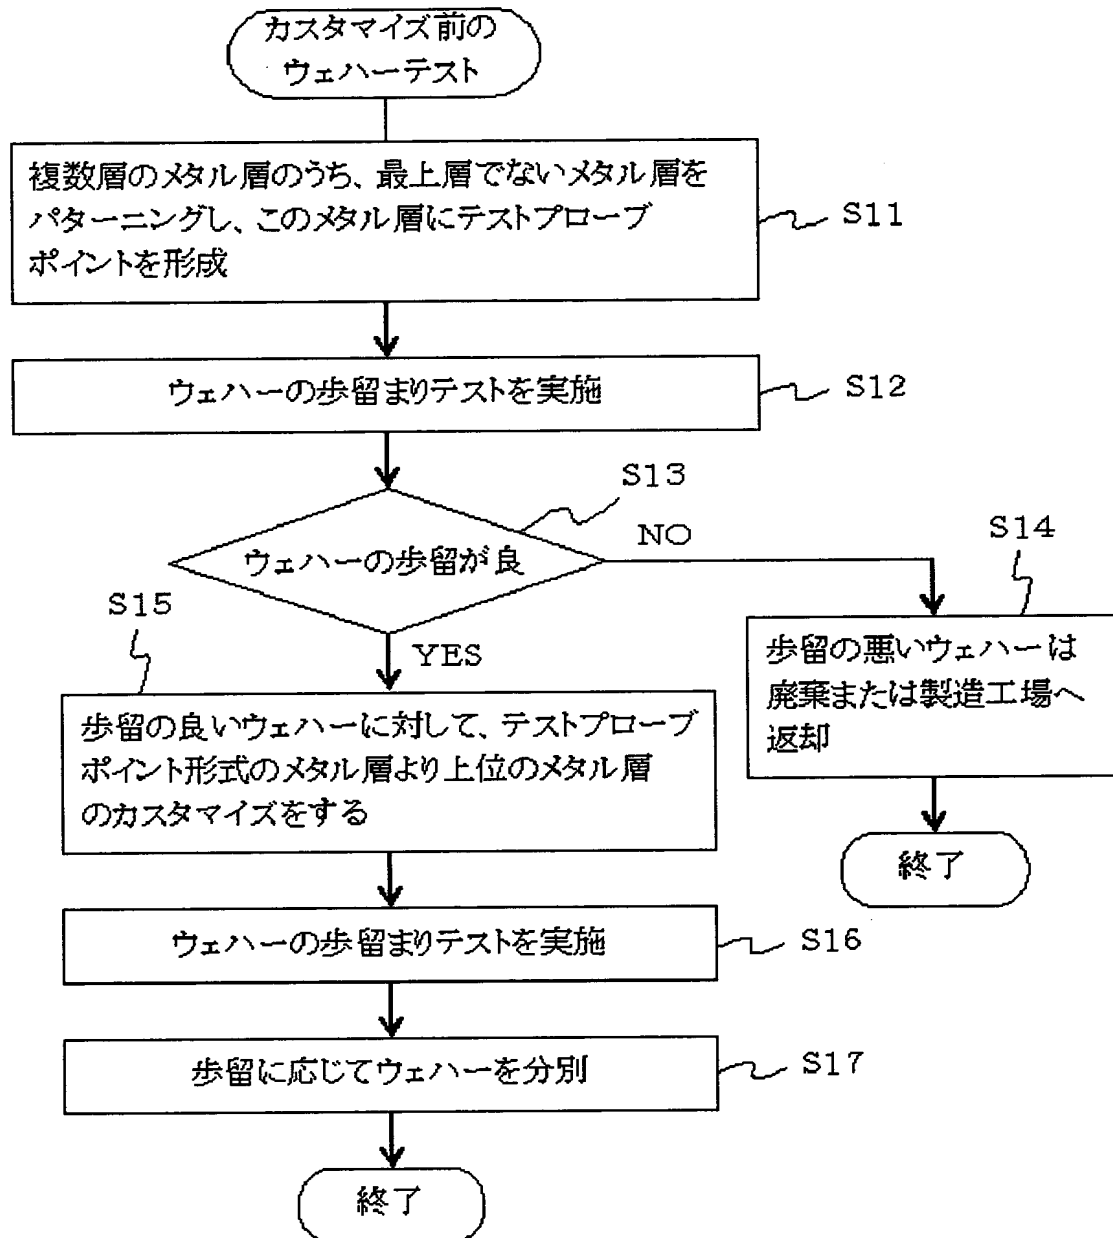 カスタマイズ前の
ウェハーテスト
複数層のメタル層のうち、最上層でないメタル層を
パターニングし、このメタル層にテストプローブ
ポイントを形成
S11
ウェハーの歩留まりテストを実施
S12
S13
ウェハーの歩留が良
NO
S14
歩留の悪いウェハーは
廃棄または製造工場へ
返却
終了
YES
S15
歩留の良いウェハーに対して、テストプローブ
ポイント形式のメタル層より上位のメタル層
のカスタマイズをする
ウェハーの歩留まりテストを実施
S16
歩留に応じてウェハーを分別
S17
終了